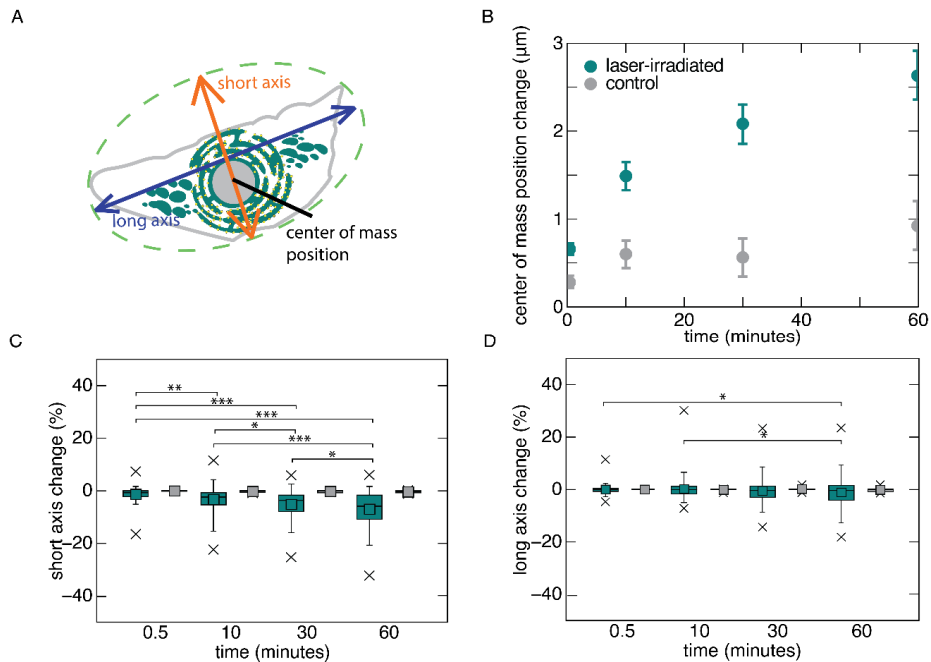 A
short axis
long axis
center of mass
position
B
center of mass position change (μm)
3
2
1
0
laser-irradiated
control
0
20
40
60
time (minutes)
C
short axis change (%)
40
20
0
−20
−40
**
***
***
*
***
*
0.5
10
30
60
time (minutes)
D
long axis change (%)
40
20
0
−20
−40
*
*
0.5
10
30
60
time (minutes)